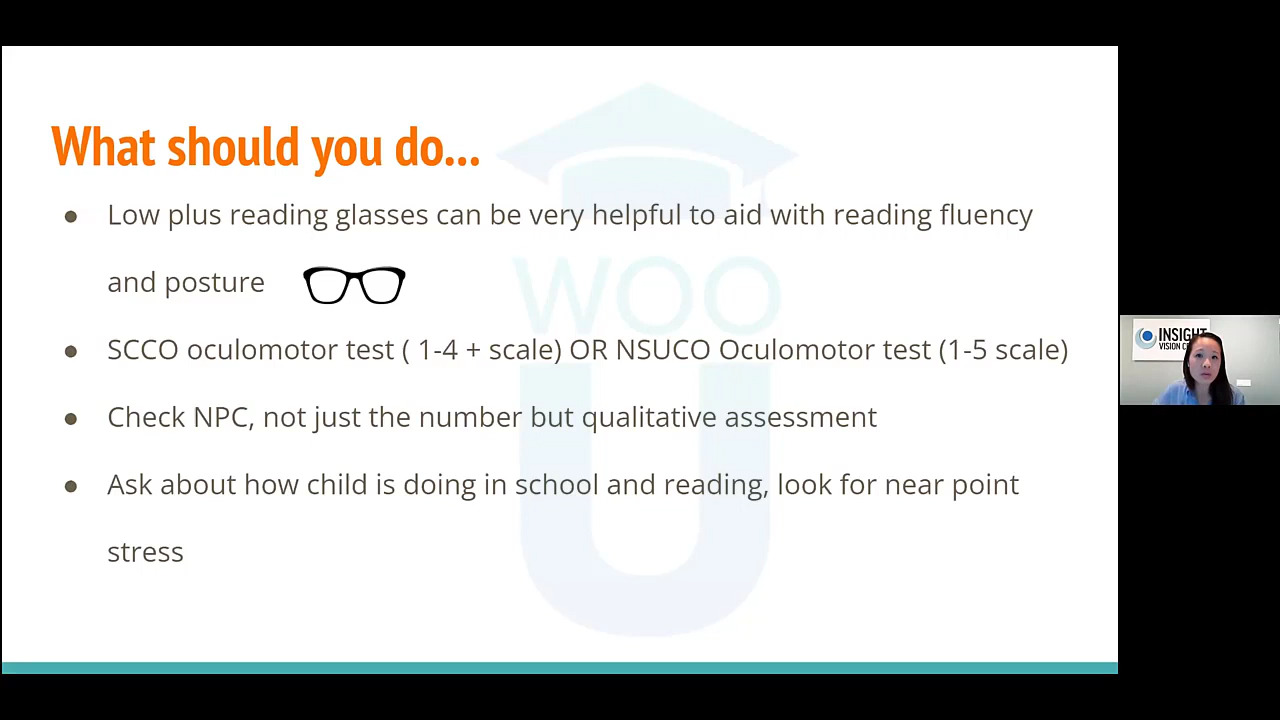 What should you do...
● Low plus reading glasses can be very helpful to aid with reading fluency
and posture
● SCCO oculomotor test ( 1-4 + scale) OR NSUCO Oculomotor test (1-5 scale)
● Check NPC, not just the number but qualitative assessment
● Ask about how child is doing in school and reading, look for near point
stress
WOO
U
INSIGHT
VISION